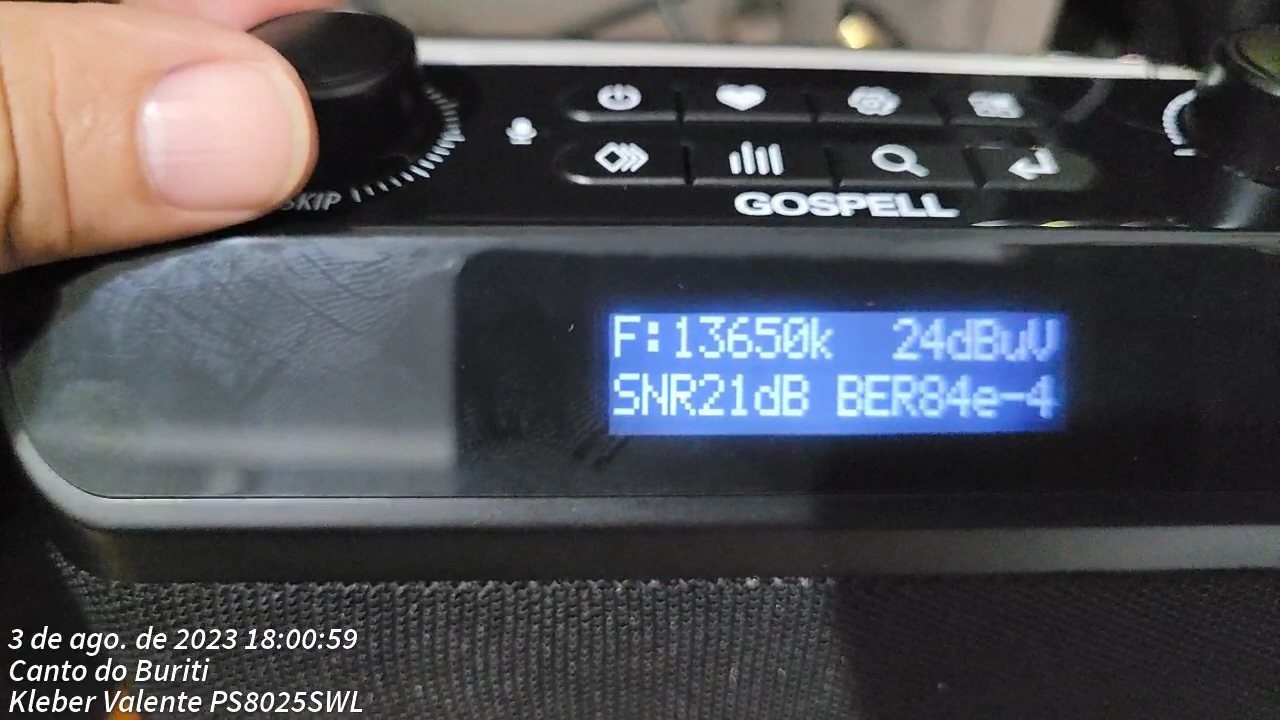 SKIP
GOSPELL
F:13650k 24dBuV
SNR21dB BER84e-4
3 de ago. de 2023 18:00:59
Canto do Buriti
Kleber Valente PS8025SWL